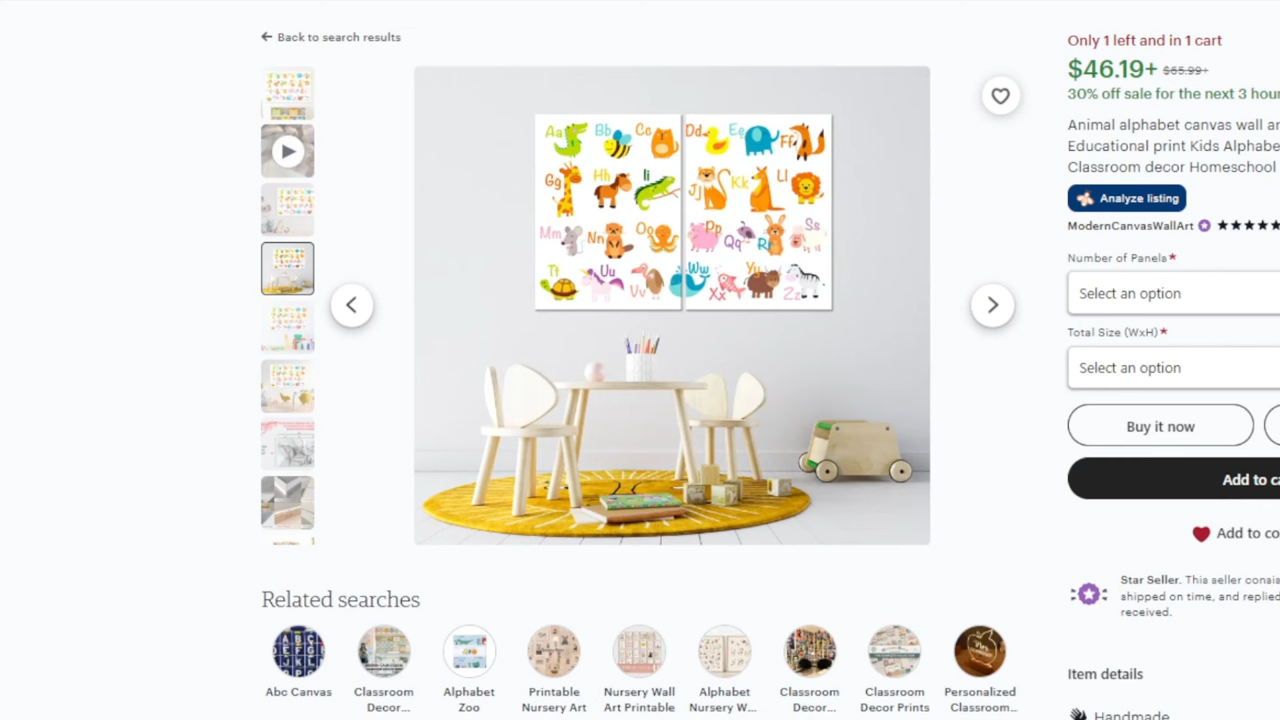 Back to search results
Only 1 left and in 1 cart
$46.19+ $65.99+
30% off sale for the next 3 hour
Animal alphabet canvas wall ar
Educational print Kids Alphabe
Classroom decor Homeschool
Analyze listing
ModernCanvasWallArt
Number of Panels*
Select an option
Total Size (WxH)*
Select an option
Buy it now
Add to ca
Add to co
Star Seller. This seller consis
shipped on time, and replied
received.
Item details
Handmade
Aa Bb Cc Dd Ee Ff
Gg Hh Ii Jj Kk Ll
Mm Nn Oo Pp Qq Rr Ss
Tt Uu Vv Ww Xx Yy Zz
Related searches
Abc Canvas
Classroom
Decor...
Alphabet
Zoo
Printable
Nursery Art
Nursery Wall
Art Printable
Alphabet
Nursery W...
Classroom
Decor...
Classroom
Decor Prints
Personalized
Classroom...